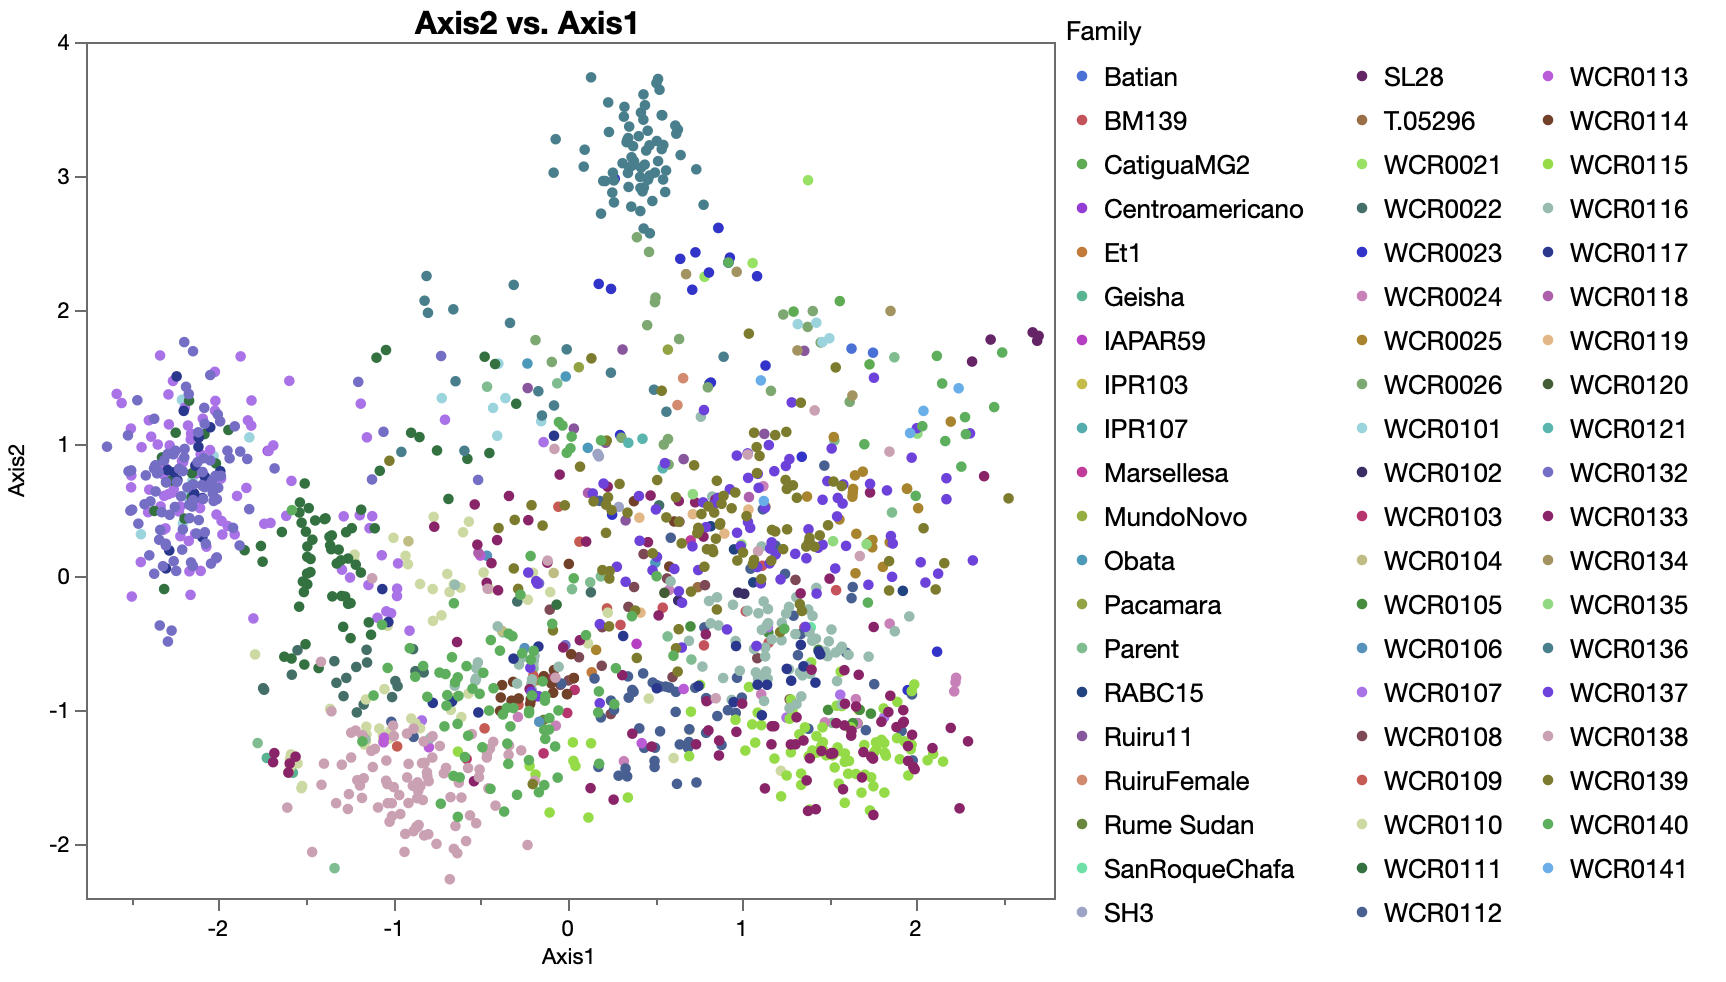 Axis2 vs. Axis1
4
3
2
1
0
-1
-2
Axis2
-2
-1
0
1
2
Axis1
Family
Batian
BM139
CatiguaMG2
Centroamericano
Et1
Geisha
IAPAR59
IPR103
IPR107
Marsellesa
MundoNovo
Obata
Pacamara
Parent
RABC15
Ruiru11
RuiruFemale
Rume Sudan
SanRoqueChafa
SH3
SL28
T.05296
WCR0021
WCR0022
WCR0023
WCR0024
WCR0025
WCR0026
WCR0101
WCR0102
WCR0103
WCR0104
WCR0105
WCR0106
WCR0107
WCR0108
WCR0109
WCR0110
WCR0111
WCR0112
WCR0113
WCR0114
WCR0115
WCR0116
WCR0117
WCR0118
WCR0119
WCR0120
WCR0121
WCR0132
WCR0133
WCR0134
WCR0135
WCR0136
WCR0137
WCR0138
WCR0139
WCR0140
WCR0141